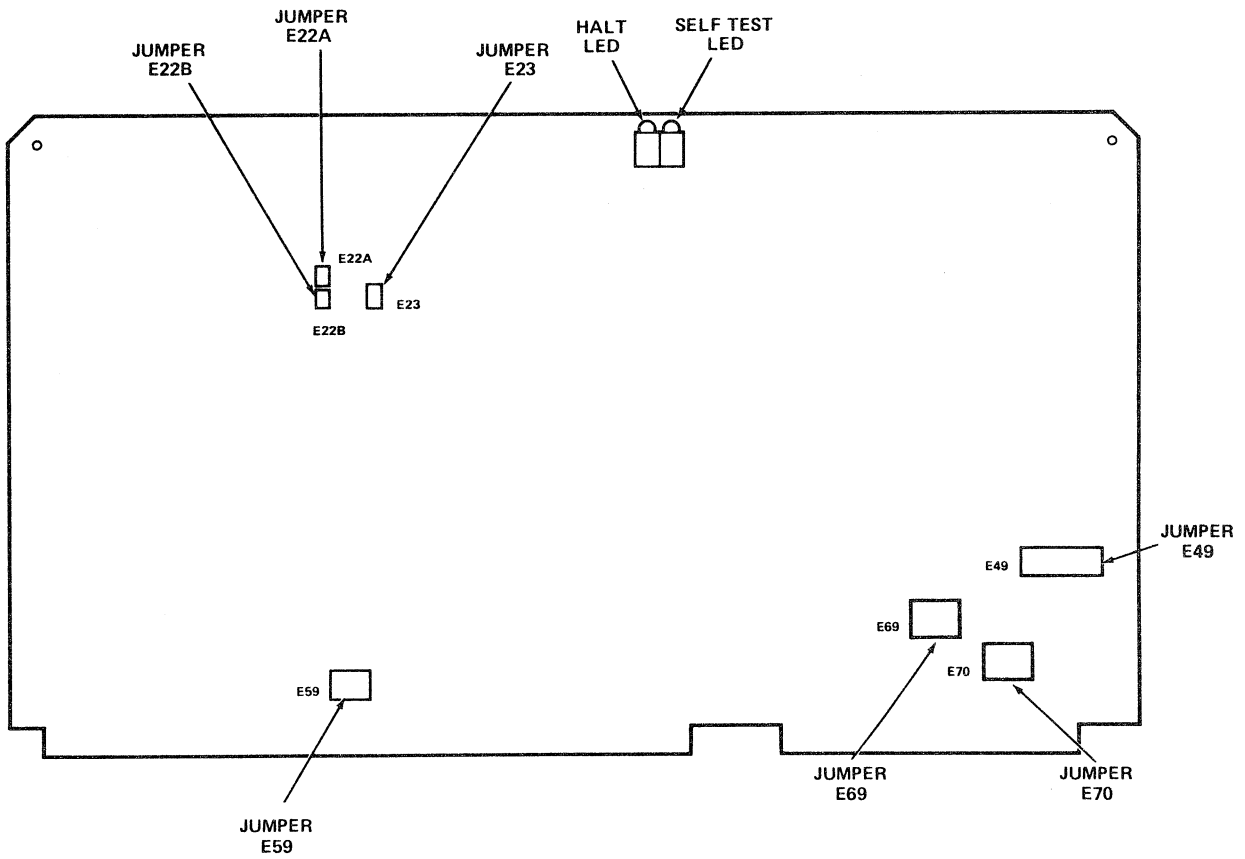 JUMPER
E22A
JUMPER
E22B
JUMPER
E23
HALT
LED
SELF TEST
LED
E22A
E23
E22B
JUMPER
E49
E49
E69
E70
E59
JUMPER
E69
JUMPER
E70
JUMPER
E59